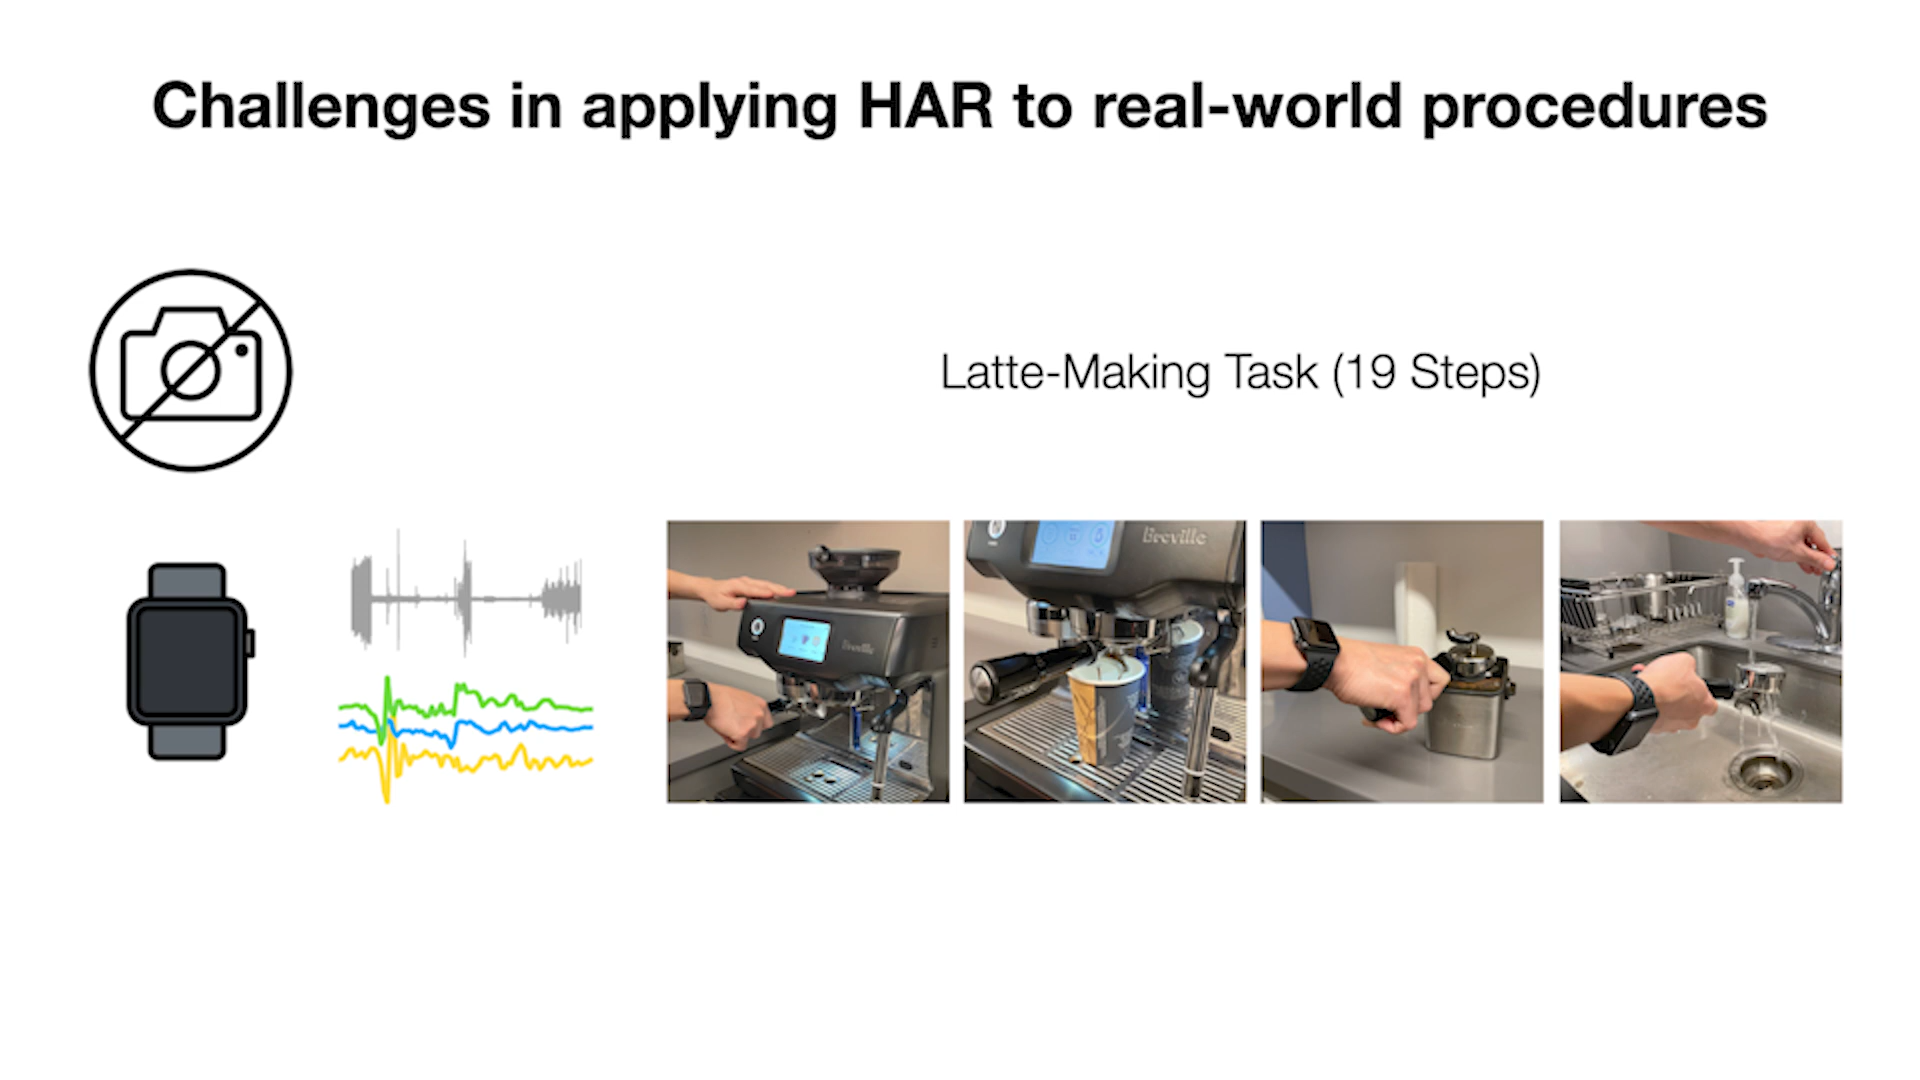 Challenges in applying HAR to real-world procedures
Latte-Making Task (19 Steps)
Breville
Breville